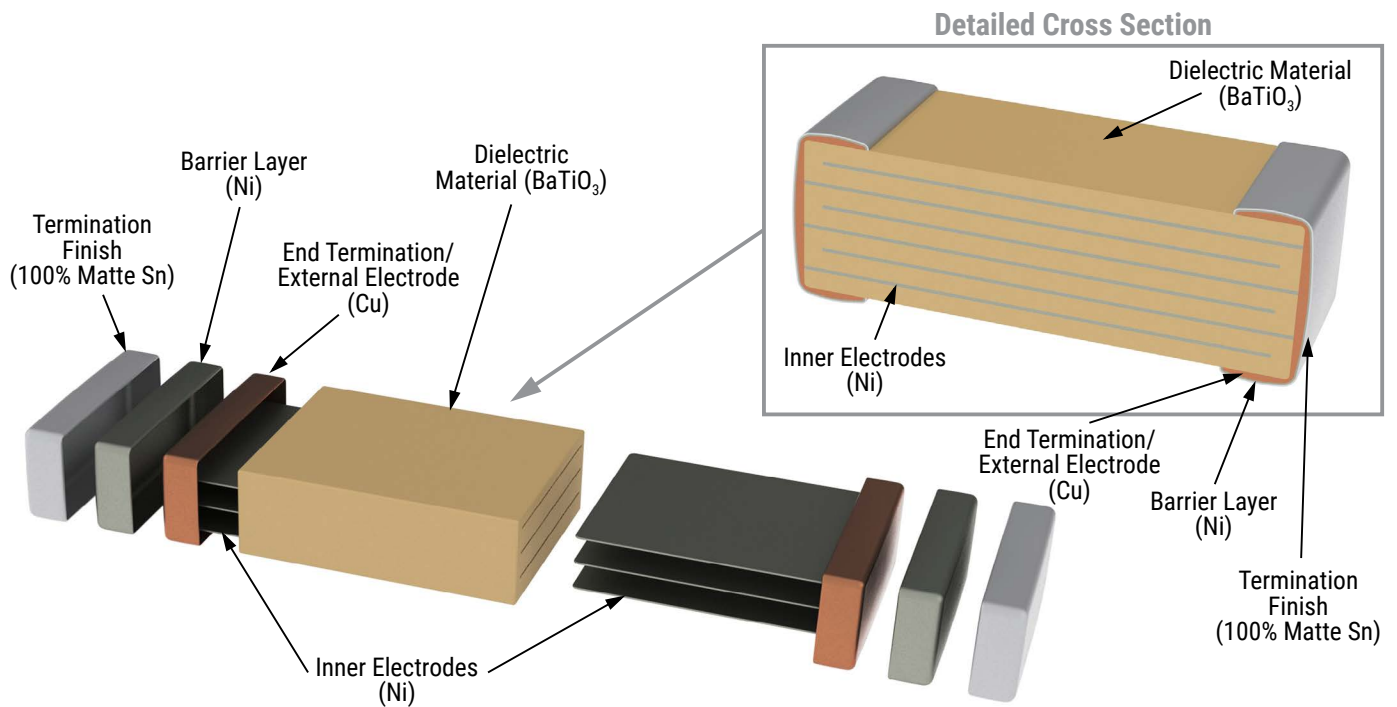 Detailed Cross Section
Dielectric Material
(BaTiO₃)
Inner Electrodes
(Ni)
End Termination/
External Electrode
(Cu)
Barrier Layer
(Ni)
Termination
Finish
(100% Matte Sn)
Barrier Layer
(Ni)
Dielectric
Material (BaTiO₃)
Termination
Finish
(100% Matte Sn)
End Termination/
External Electrode
(Cu)
Inner Electrodes
(Ni)